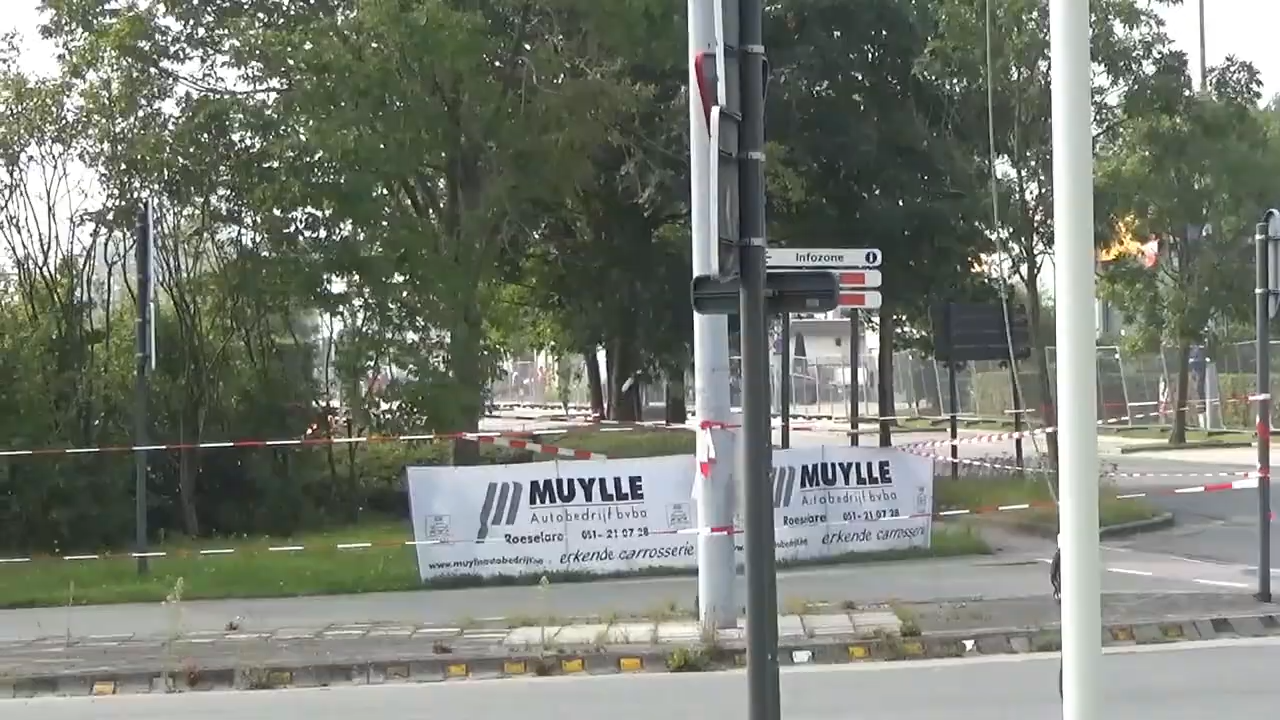 Infozone i
MUYLLE
Autobedrijf bvba
Roeselare 051-21 07 28
www.muylleautobedrijf.be erkende carrosserie
MUYLLE
Autobedrijf bvba
Roeselare 051-21 07 28
erkende carrosserie